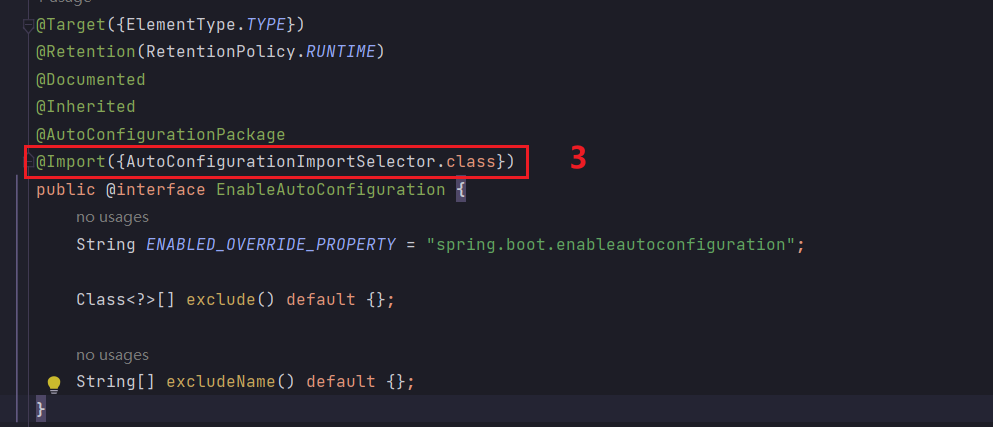 @Target({ElementType.TYPE})
@Retention(RetentionPolicy.RUNTIME)
@Documented
@Inherited
@AutoConfigurationPackage
@Import({AutoConfigurationImportSelector.class}) 3
public @interface EnableAutoConfiguration {
no usages
String ENABLED_OVERRIDE_PROPERTY = "spring.boot.enableautoconfiguration";
Class<?>[] exclude() default {};
no usages
String[] excludeName() default {};
}